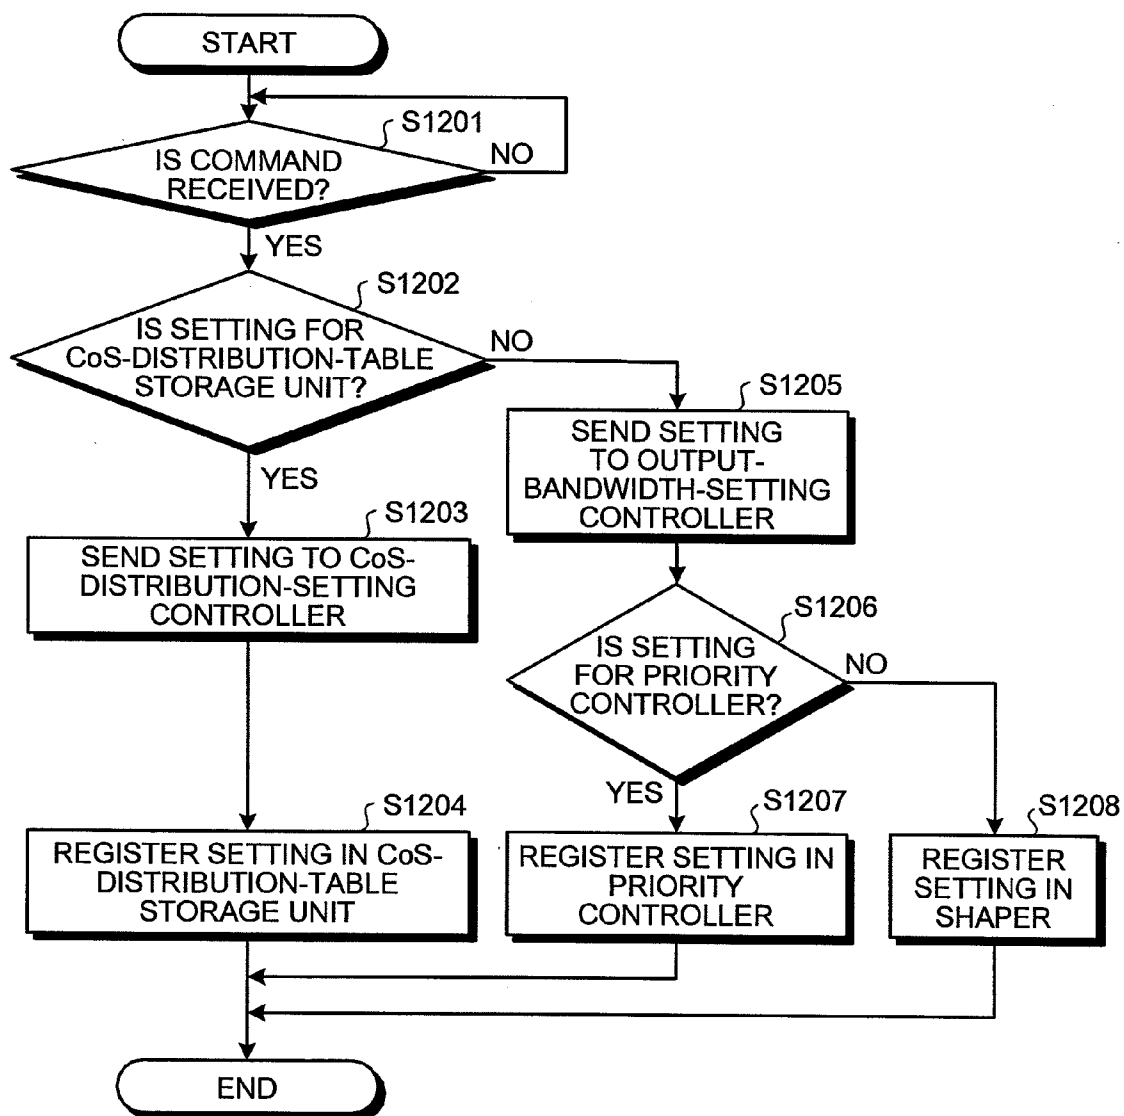 START
S1201
IS COMMAND
RECEIVED?
NO
YES
S1202
IS SETTING FOR
CoS-DISTRIBUTION-TABLE
STORAGE UNIT?
NO
YES
S1203
SEND SETTING TO CoS-
DISTRIBUTION-SETTING
CONTROLLER
S1204
REGISTER SETTING IN CoS-
DISTRIBUTION-TABLE
STORAGE UNIT
S1205
SEND SETTING
TO OUTPUT-
BANDWIDTH-SETTING
CONTROLLER
S1206
IS SETTING
FOR PRIORITY
CONTROLLER?
NO
YES
S1207
REGISTER SETTING IN
PRIORITY
CONTROLLER
S1208
REGISTER
SETTING IN
SHAPER
END